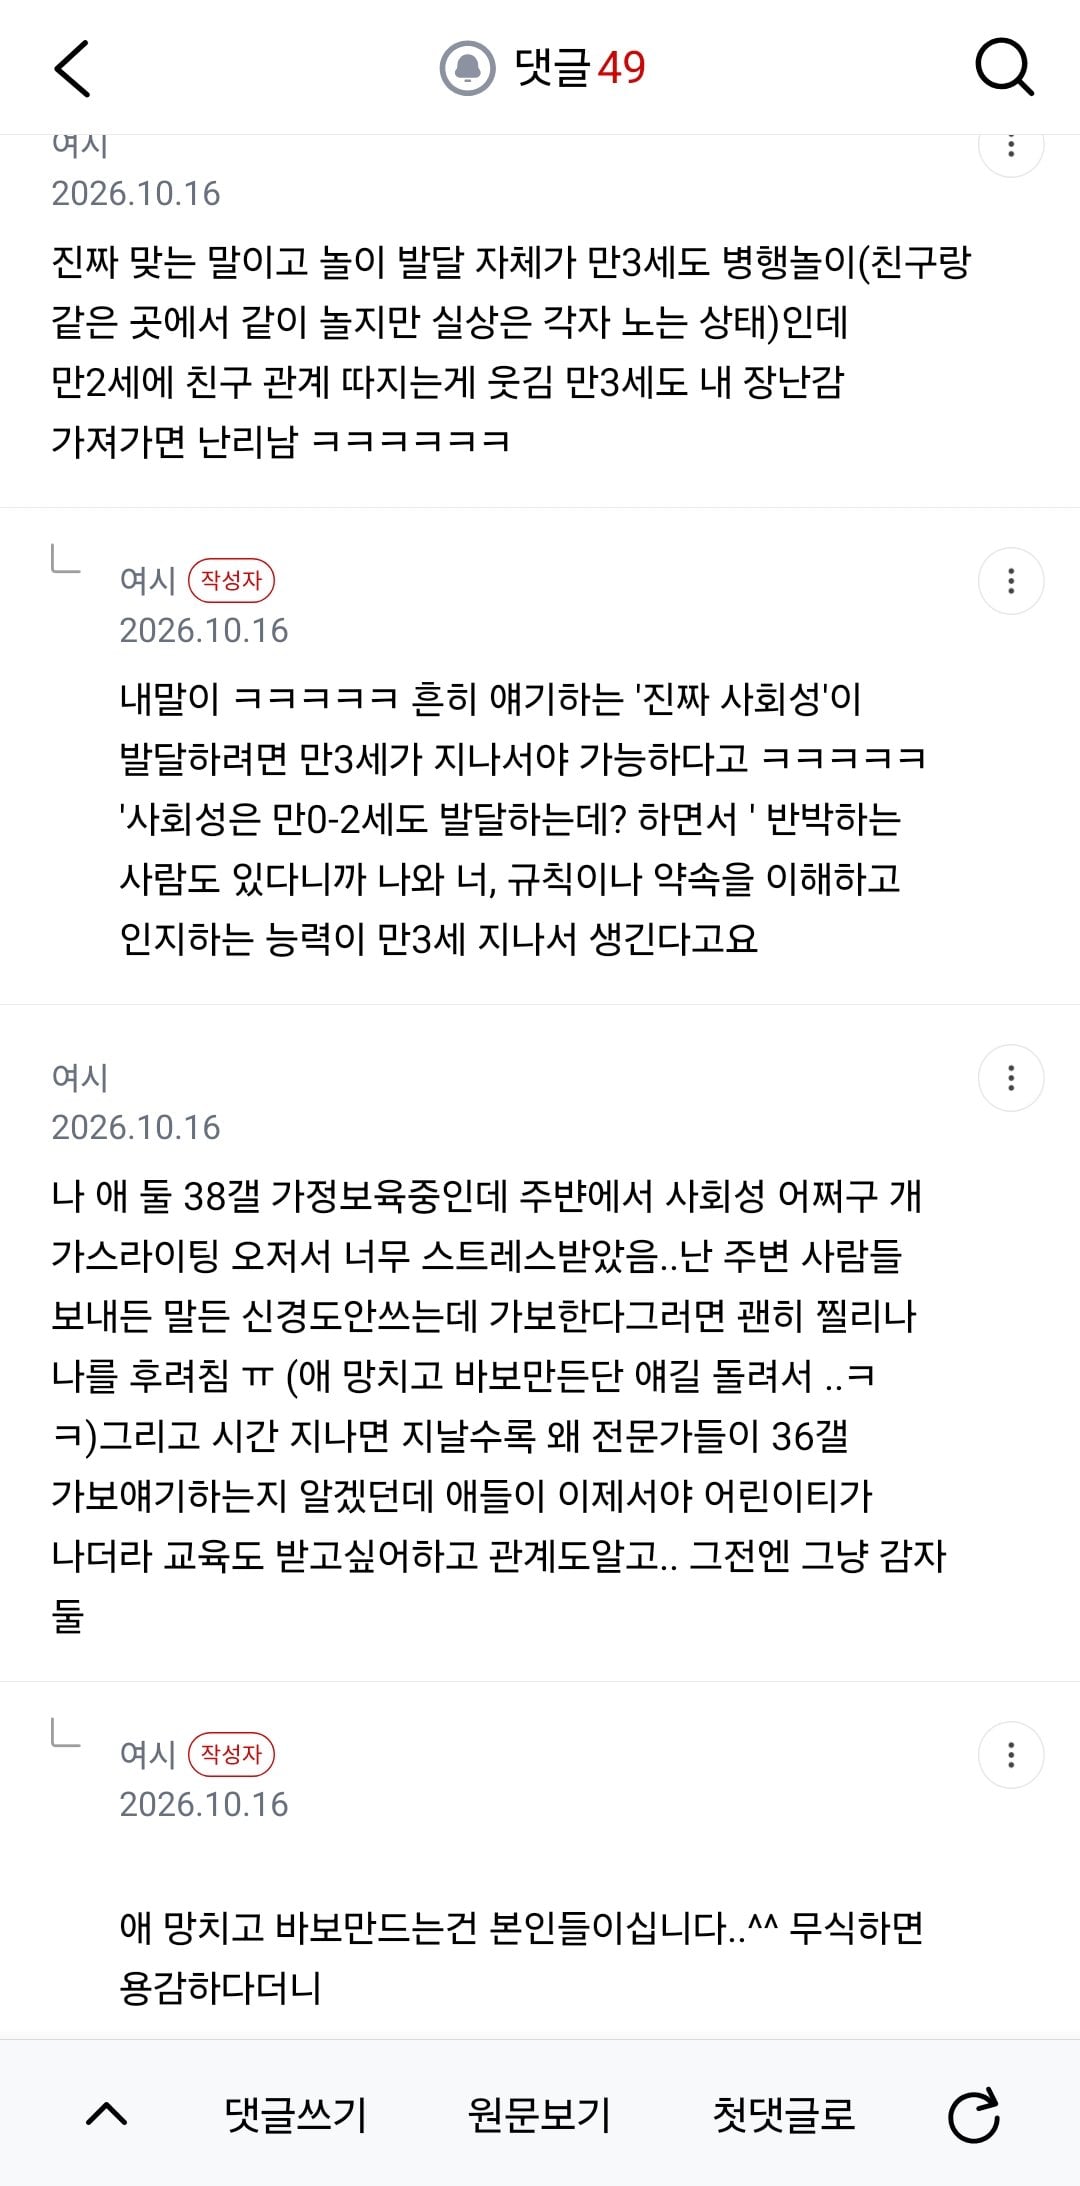 댓글 49
여시
2026.10.16
진짜 맞는 말이고 놀이 발달 자체가 만3세도 병행놀이(친구랑
같은 곳에서 같이 놀지만 실상은 각자 노는 상태)인데
만2세에 친구 관계 따지는게 웃김 만3세도 내 장난감
가져가면 난리남 ㅋㅋㅋㅋㅋㅋ
여시 작성자
2026.10.16
내말이 ㅋㅋㅋㅋㅋ 흔히 얘기하는 '진짜 사회성'이
발달하려면 만3세가 지나서야 가능하다고 ㅋㅋㅋㅋㅋ
'사회성은 만0-2세도 발달하는데? 하면서 ' 반박하는
사람도 있다니까 나와 너, 규칙이나 약속을 이해하고
인지하는 능력이 만3세 지나서 생긴다고요
여시
2026.10.16
나 애 둘 38갤 가정보육중인데 주뱐에서 사회성 어쩌구 개
가스라이팅 오저서 너무 스트레스받았음..난 주변 사람들
보내든 말든 신경도안쓰는데 가보한다그러면 괜히 찔리나
나를 후려침 ㅠ (애 망치고 바보만든단 얘길 돌려서 ..ㅋ
ㅋ)그리고 시간 지나면 지날수록 왜 전문가들이 36갤
가보얘기하는지 알겠던데 애들이 이제서야 어린이티가
나더라 교육도 받고싶어하고 관계도알고.. 그전엔 그냥 감자
둘
여시 작성자
2026.10.16
애 망치고 바보만드는건 본인들이십니다..^^ 무식하면
용감하다더니
댓글쓰기 원문보기 첫댓글로